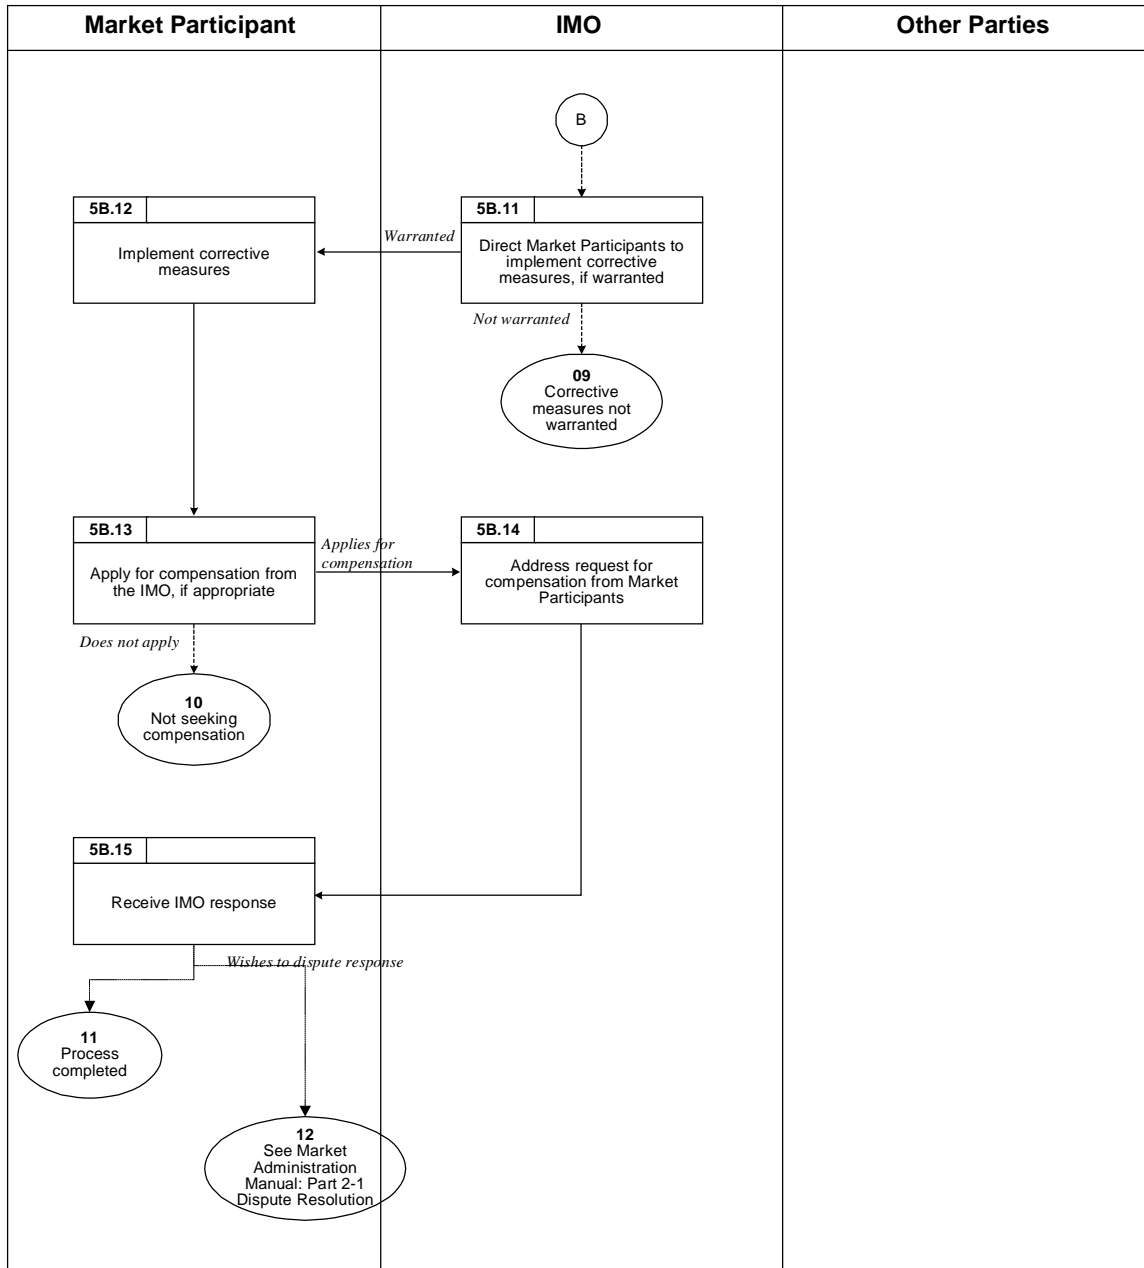 Market Participant
IMO
Other Parties
B
5B.12
Implement corrective
measures
Warranted
5B.11
Direct Market Participants to
implement corrective
measures, if warranted
Not warranted
09
Corrective
measures not
warranted
5B.13
Apply for compensation from
the IMO, if appropriate
Applies for
compensation
5B.14
Address request for
compensation from Market
Participants
Does not apply
10
Not seeking
compensation
5B.15
Receive IMO response
Wishes to dispute response
11
Process
completed
12
See Market
Administration
Manual: Part 2-1
Dispute Resolution